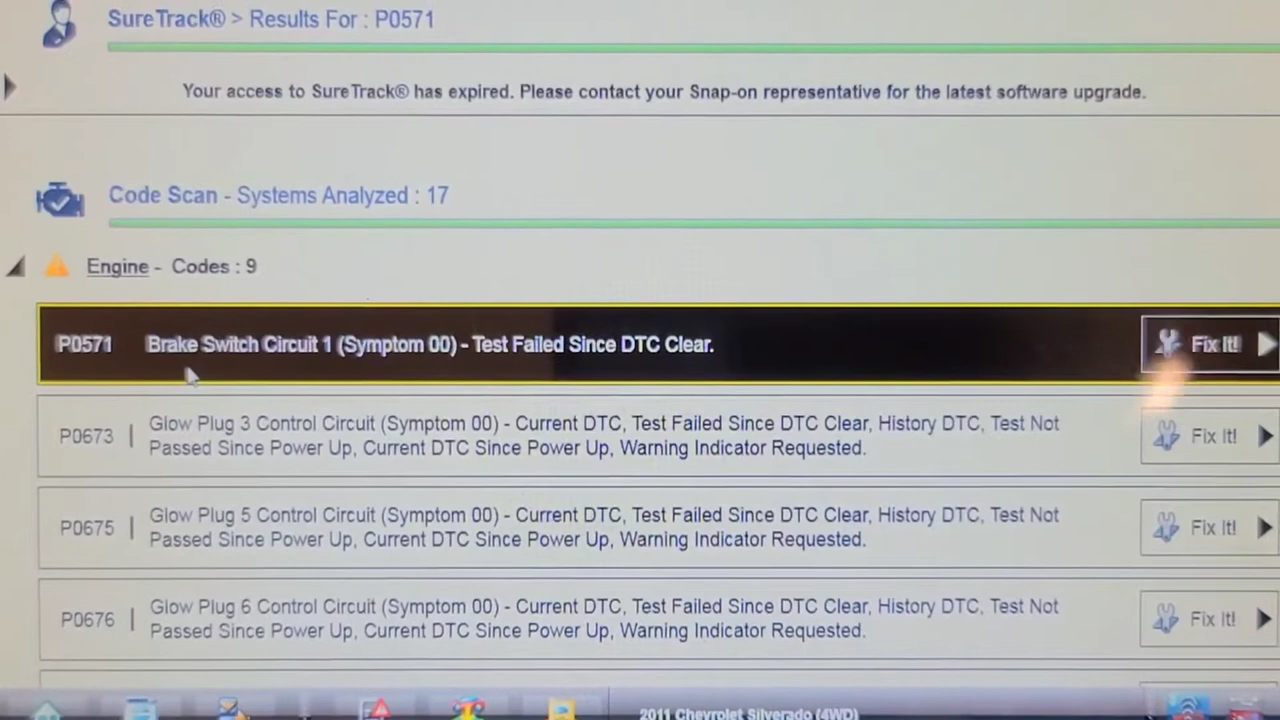 SureTrack® > Results For : P0571
Your access to SureTrack® has expired. Please contact your Snap-on representative for the latest software upgrade.
Code Scan - Systems Analyzed : 17
Engine - Codes : 9
P0571 Brake Switch Circuit 1 (Symptom 00) - Test Failed Since DTC Clear. Fix It!
P0673 | Glow Plug 3 Control Circuit (Symptom 00) - Current DTC, Test Failed Since DTC Clear, History DTC, Test Not
Passed Since Power Up, Current DTC Since Power Up, Warning Indicator Requested.
Fix It!
P0675 | Glow Plug 5 Control Circuit (Symptom 00) - Current DTC, Test Failed Since DTC Clear, History DTC, Test Not
Passed Since Power Up, Current DTC Since Power Up, Warning Indicator Requested.
Fix It!
P0676 | Glow Plug 6 Control Circuit (Symptom 00) - Current DTC, Test Failed Since DTC Clear, History DTC, Test Not
Passed Since Power Up, Current DTC Since Power Up, Warning Indicator Requested.
Fix It!
2011 Chevrolet Silverado (4WD)